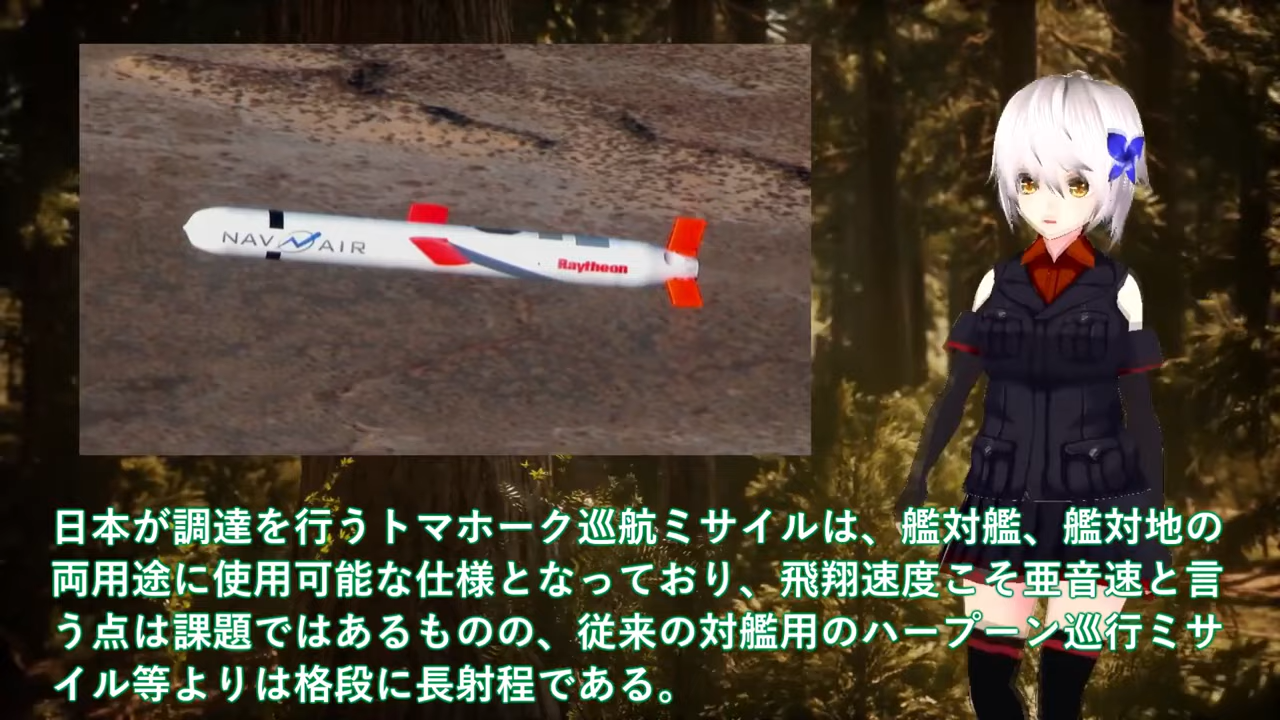 NAV AIR
Raytheon
日本が調達を行うトマホーク巡航ミサイルは、艦対艦、艦対地の
両用途に使用可能な仕様となっており、飛翔速度こそ亜音速と言
う点は課題ではあるものの、従来の対艦用のハープーン巡行ミサ
イル等よりは格段に長射程である。